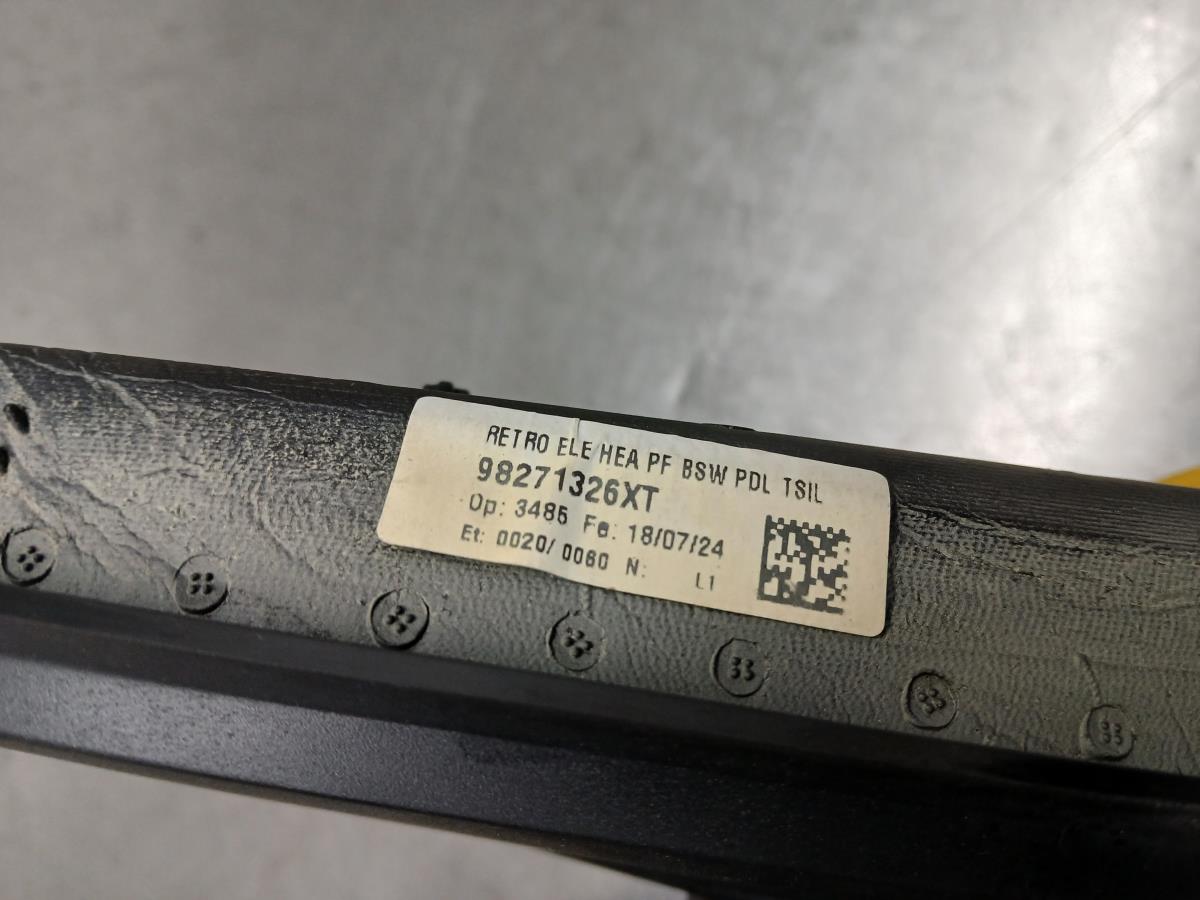 RETRO ELE/HEA PF BSW PDL TSIL
98271326XT
Op: 3485 Fe: 18/07/24
Et: 0020/ 0060 N: L1